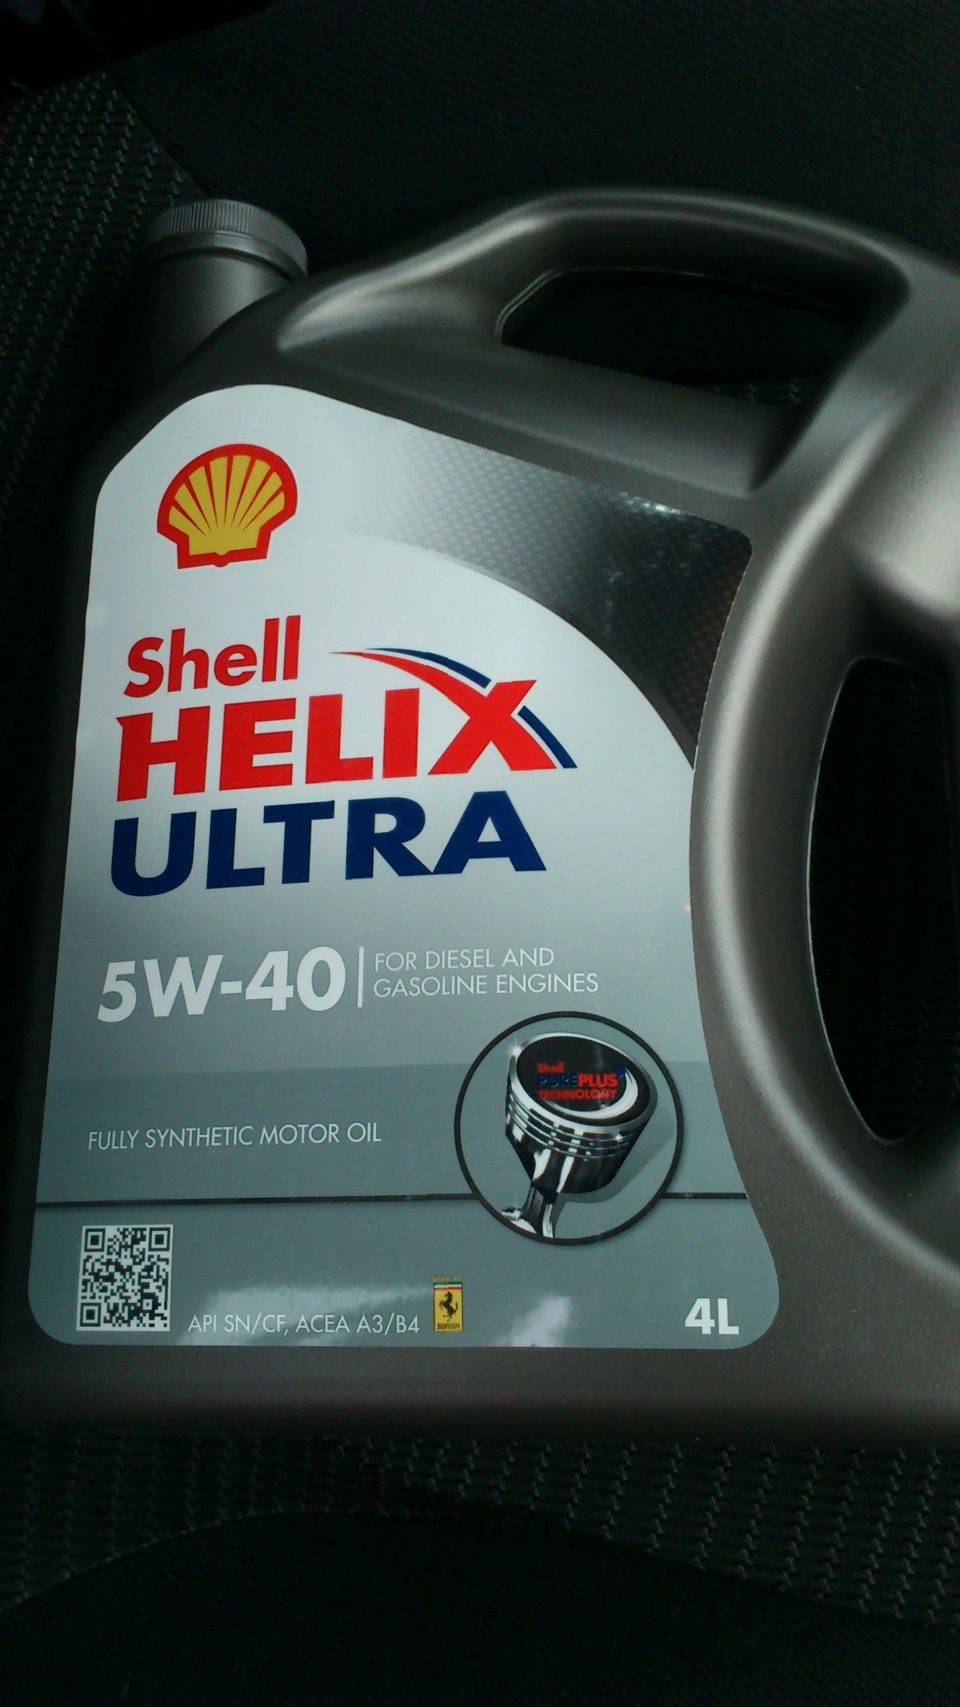 Shell
HELIX
ULTRA
5W-40
FOR DIESEL AND
GASOLINE ENGINES
Shell
PUREPLUS
TECHNOLOGY
FULLY SYNTHETIC MOTOR OIL
API SN/CF, ACEA A3/B4
Ferrari
4L